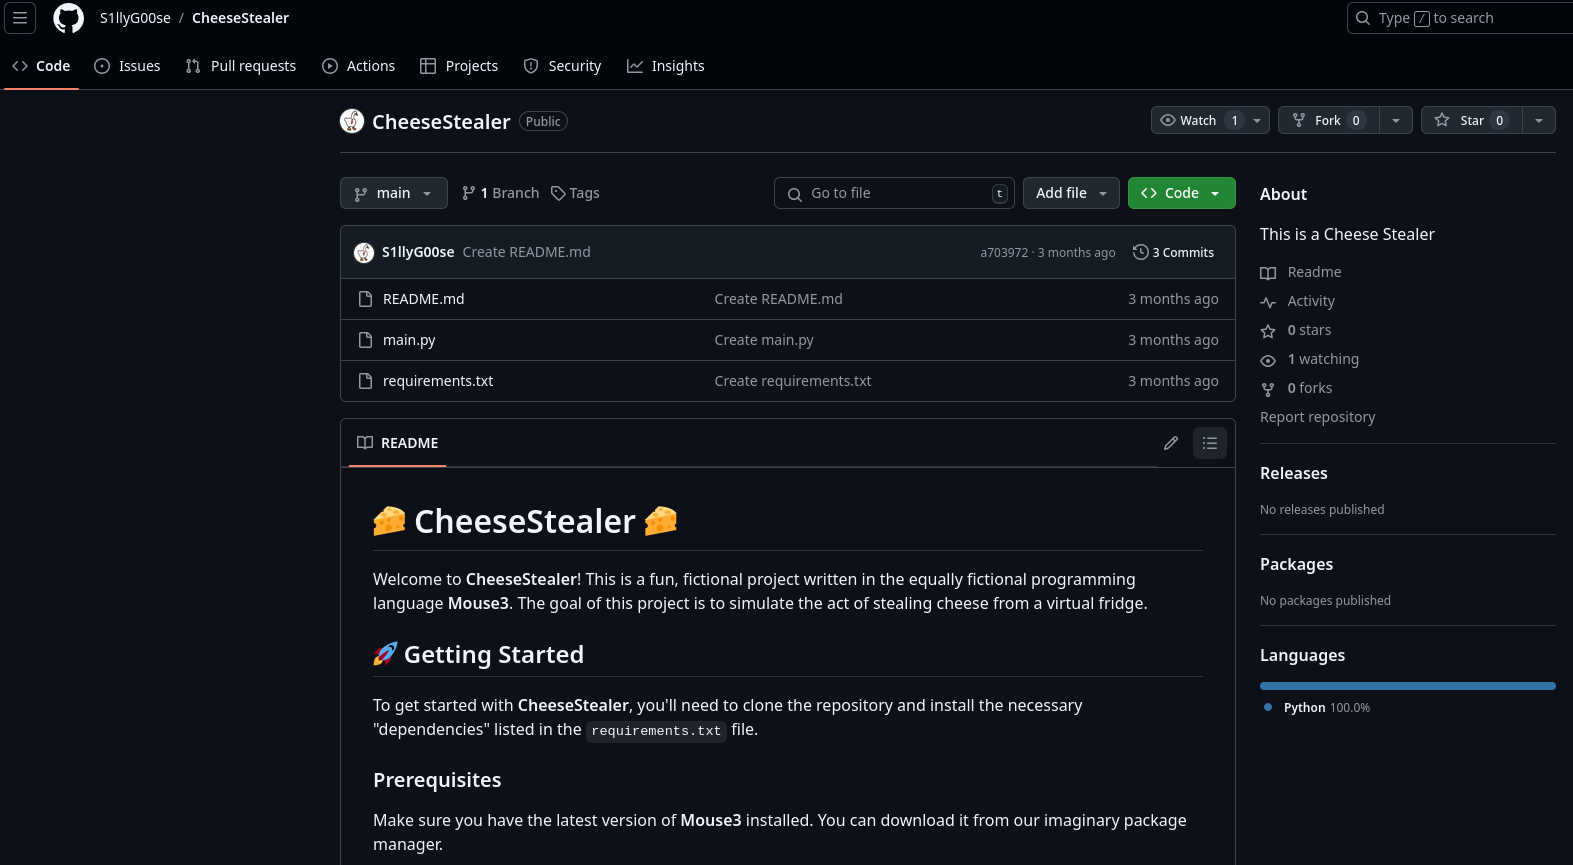 S1llyG00se / CheeseStealer
Type / to search
Code Issues Pull requests Actions Projects Security Insights
CheeseStealer Public
Watch 1 Fork 0 Star 0
main 1 Branch Tags Go to file t Add file Code
S1llyG00se Create README.md a703972 · 3 months ago 3 Commits
README.md Create README.md 3 months ago
main.py Create main.py 3 months ago
requirements.txt Create requirements.txt 3 months ago
README
🧀 CheeseStealer 🧀
Welcome to CheeseStealer! This is a fun, fictional project written in the equally fictional programming
language Mouse3. The goal of this project is to simulate the act of stealing cheese from a virtual fridge.
🚀 Getting Started
To get started with CheeseStealer, you'll need to clone the repository and install the necessary
"dependencies" listed in the requirements.txt file.
Prerequisites
Make sure you have the latest version of Mouse3 installed. You can download it from our imaginary package
manager.
About
This is a Cheese Stealer
Readme
Activity
0 stars
1 watching
0 forks
Report repository
Releases
No releases published
Packages
No packages published
Languages
Python 100.0%